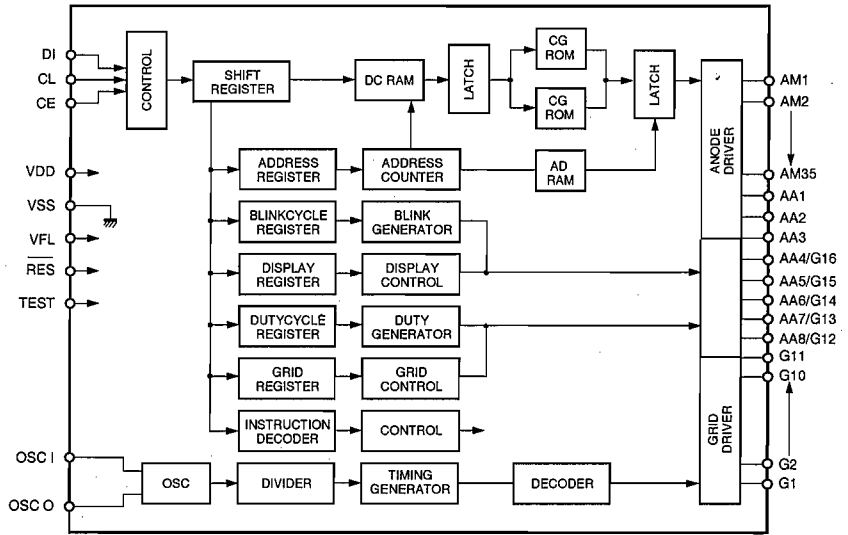 DI
CL
CE
VDD
VSS
VFL
RES
TEST
OSC I
OSC O
CONTROL
SHIFT
REGISTER
DC RAM
LATCH
CG
ROM
CG
ROM
LATCH
ADDRESS
REGISTER
ADDRESS
COUNTER
AD
RAM
BLINKCYCLE
REGISTER
BLINK
GENERATOR
DISPLAY
REGISTER
DISPLAY
CONTROL
DUTYCYCLE
REGISTER
DUTY
GENERATOR
GRID
REGISTER
GRID
CONTROL
INSTRUCTION
DECODER
CONTROL
OSC
DIVIDER
TIMING
GENERATOR
DECODER
ANODE
DRIVER
GRID
DRIVER
AM1
AM2
AM35
AA1
AA2
AA3
AA4/G16
AA5/G15
AA6/G14
AA7/G13
AA8/G12
G11
G10
G2
G1